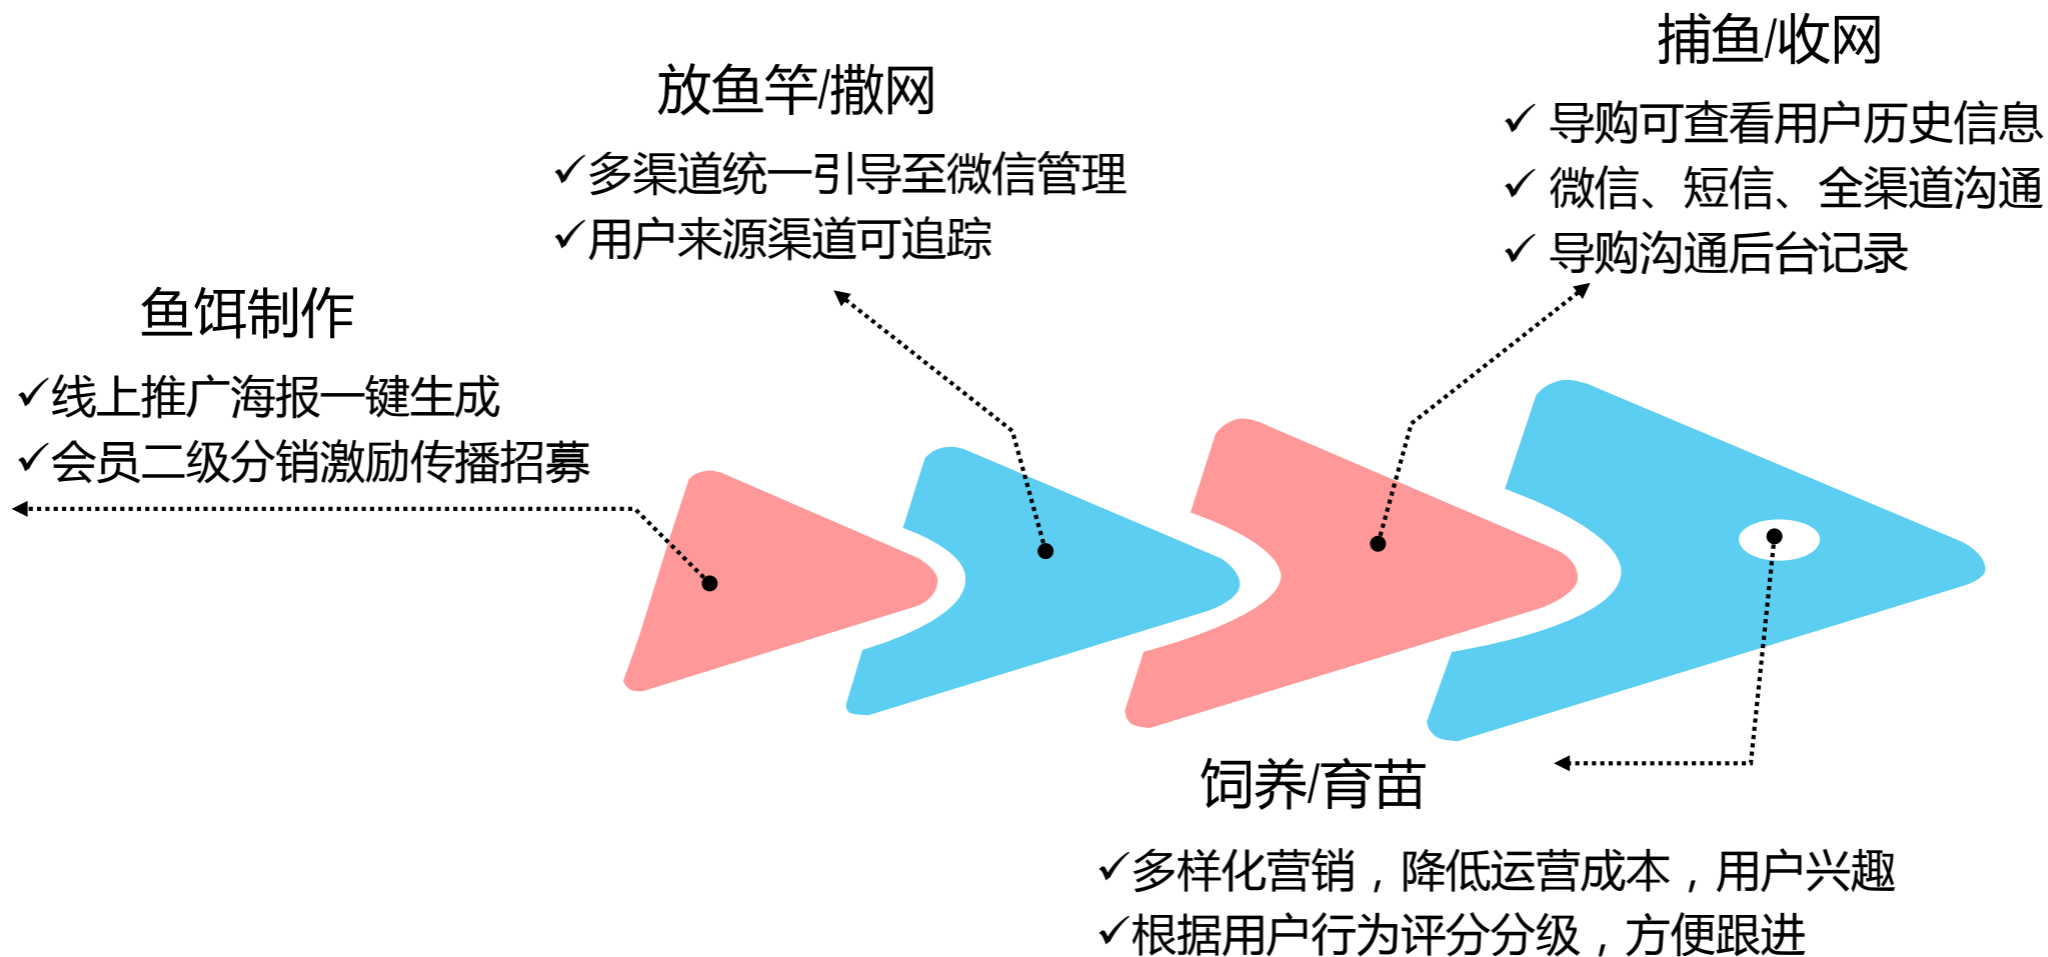 鱼饵制作
✓线上推广海报一键生成
✓会员二级分销激励传播招募
放鱼竿/撒网
✓多渠道统一引导至微信管理
✓用户来源渠道可追踪
捕鱼/收网
✓ 导购可查看用户历史信息
✓ 微信、短信、全渠道沟通
✓ 导购沟通后台记录
饲养/育苗
✓多样化营销，降低运营成本，用户兴趣
✓根据用户行为评分分级，方便跟进